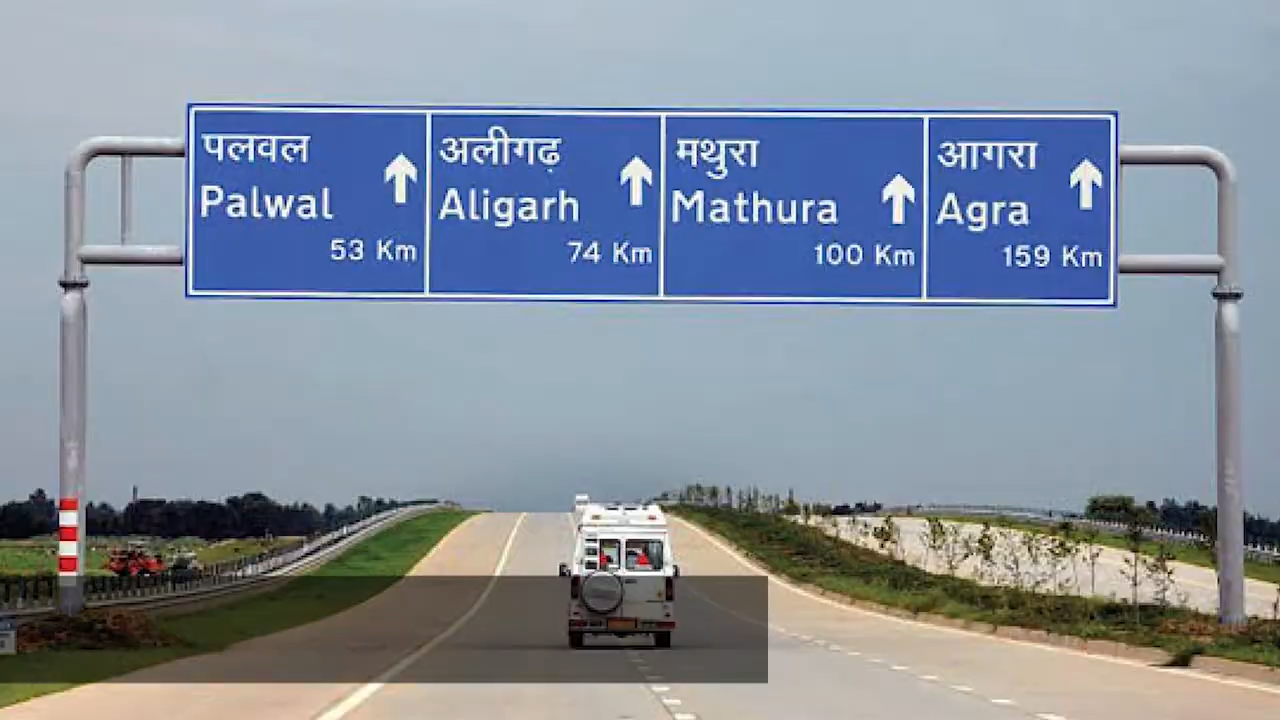 पलवल
Palwal
53 Km
अलीगढ़
Aligarh
74 Km
मथुरा
Mathura
100 Km
आगरा
Agra
159 Km